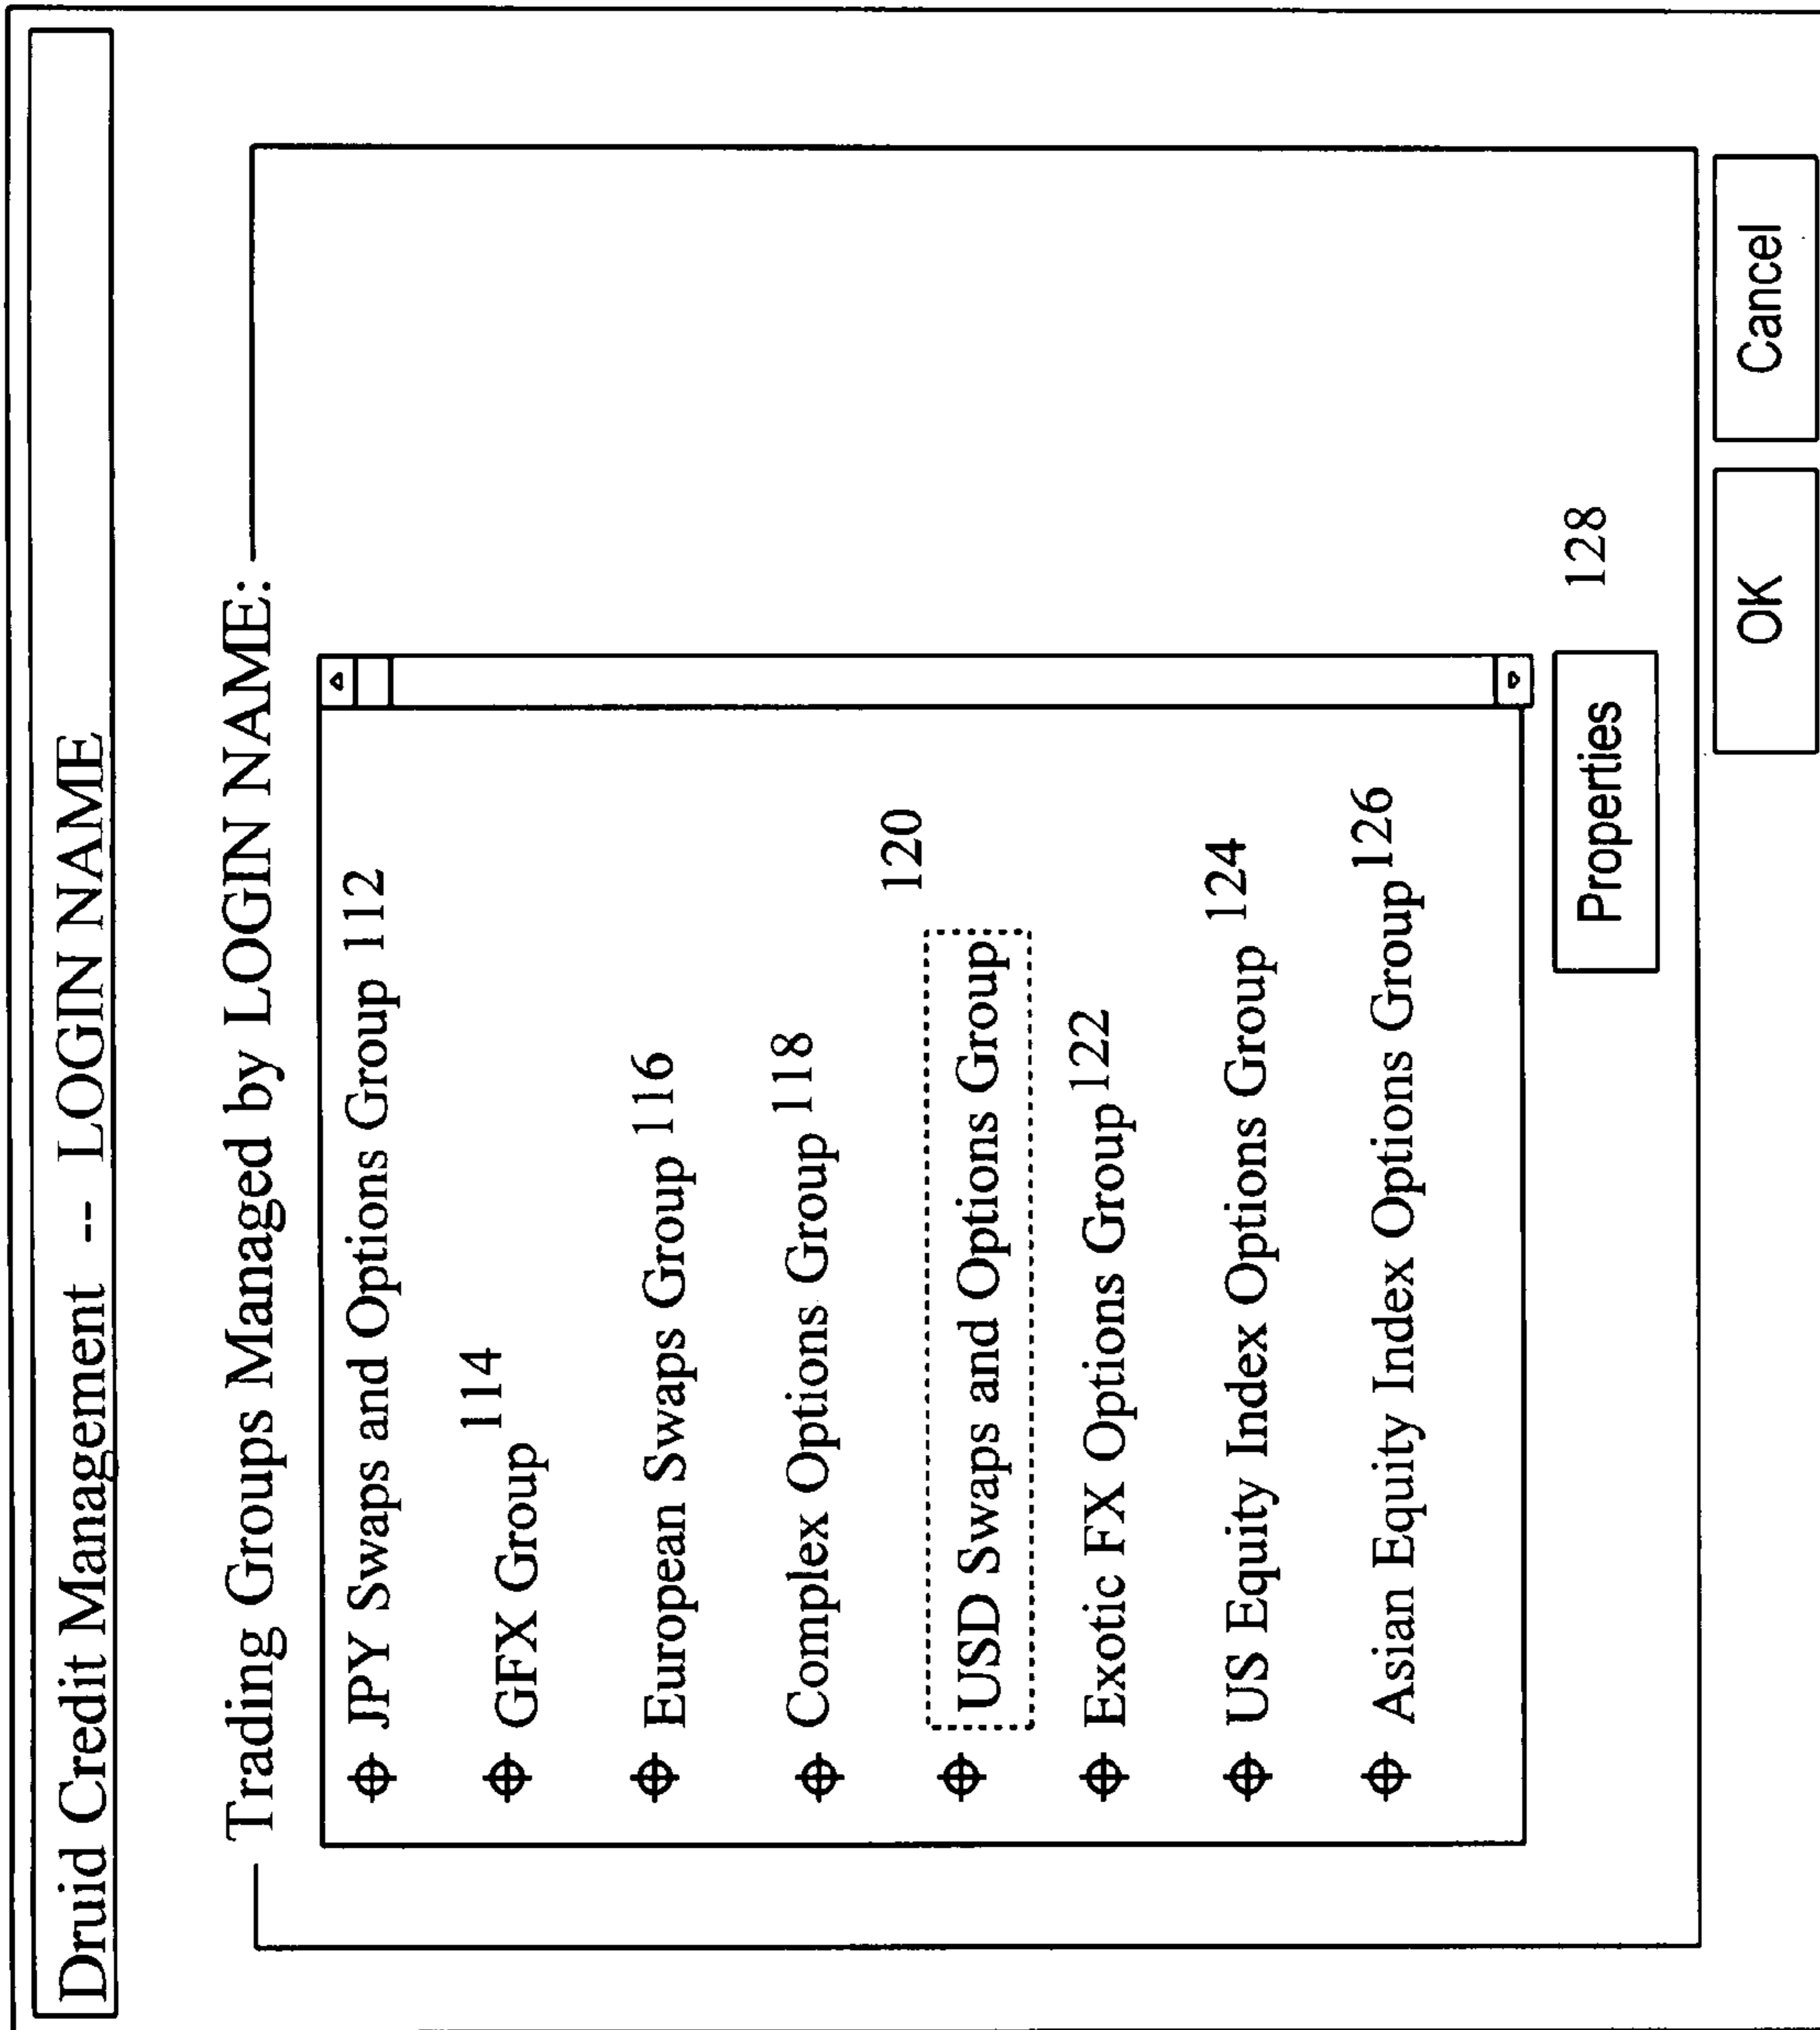 Druid Credit Management -- LOGIN NAME
Trading Groups Managed by LOGIN NAME:
JPY Swaps and Options Group 112
GFX Group 114
European Swaps Group 116
Complex Options Group 118
120
USD Swaps and Options Group
Exotic FX Options Group 122
US Equity Index Options Group 124
Asian Equity Index Options Group 126
Properties 128
OK Cancel